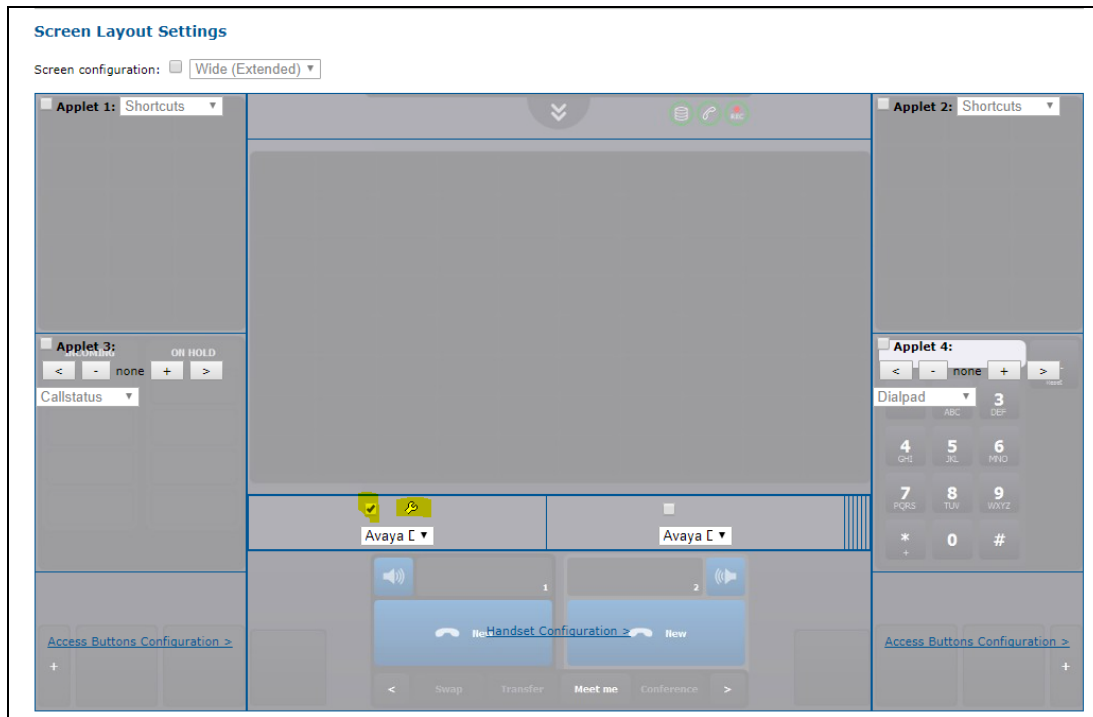 Screen Layout Settings
Screen configuration: Wide (Extended)
Applet 1: Shortcuts
REC
Applet 2: Shortcuts
Applet 3:
INCOMING ON HOLD
< - none + >
Callstatus
Applet 4:
< - none + >
Dialpad
ABC
3
DEF
4
GHI
5
JKL
6
MNO
7
PQRS
8
TUV
9
WXYZ
*
+
0
#
Avaya D
Avaya D
1
2
New
Handset Configuration >
New
Access Buttons Configuration >
+
Access Buttons Configuration >
+
< Swap Transfer Meet me Conference >